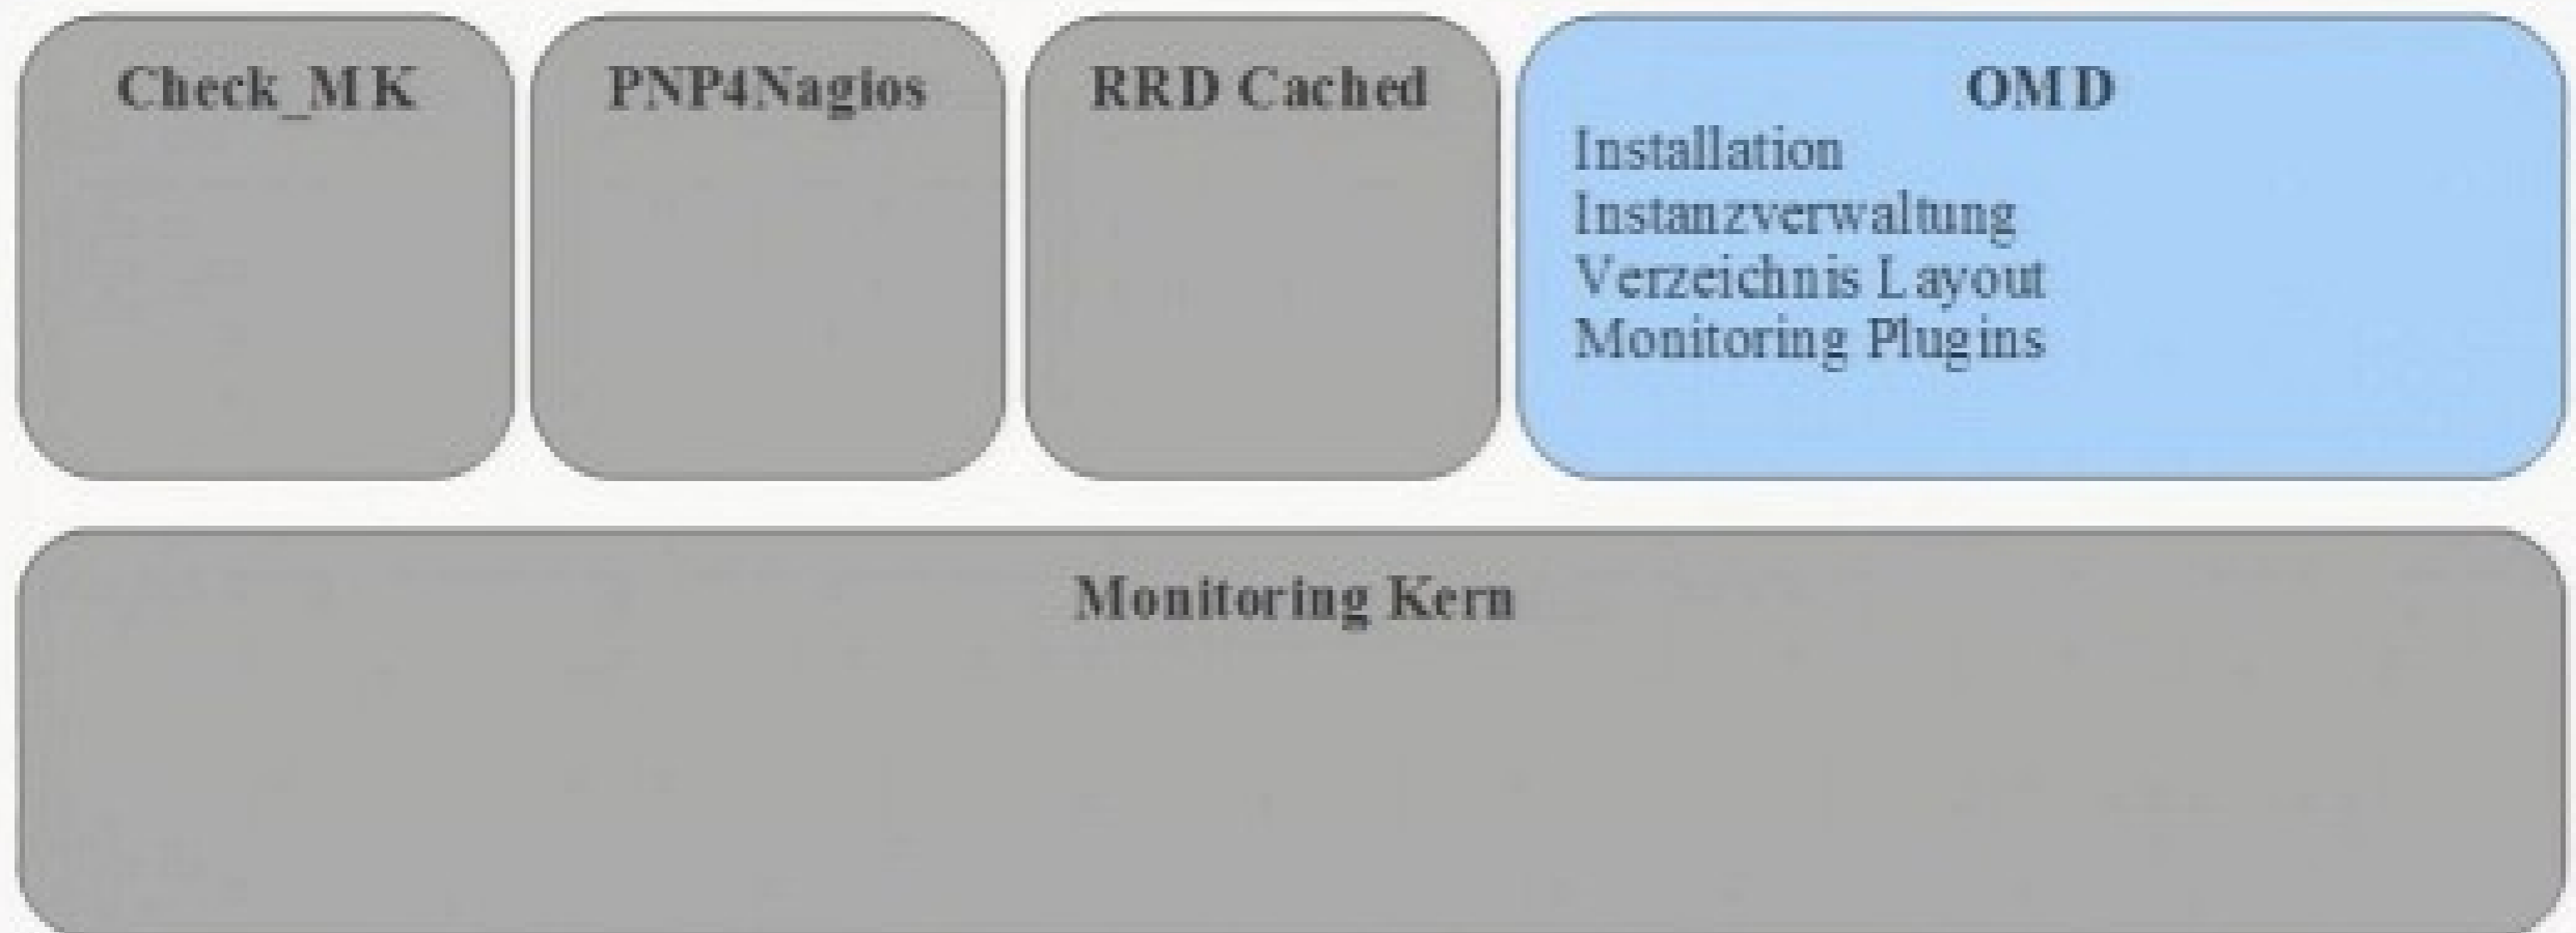 Check_MK
PNP4Nagios
RRD Cached
OMD
Installation
Instanzverwaltung
Verzeichnis Layout
Monitoring Plugins
Monitoring Kern